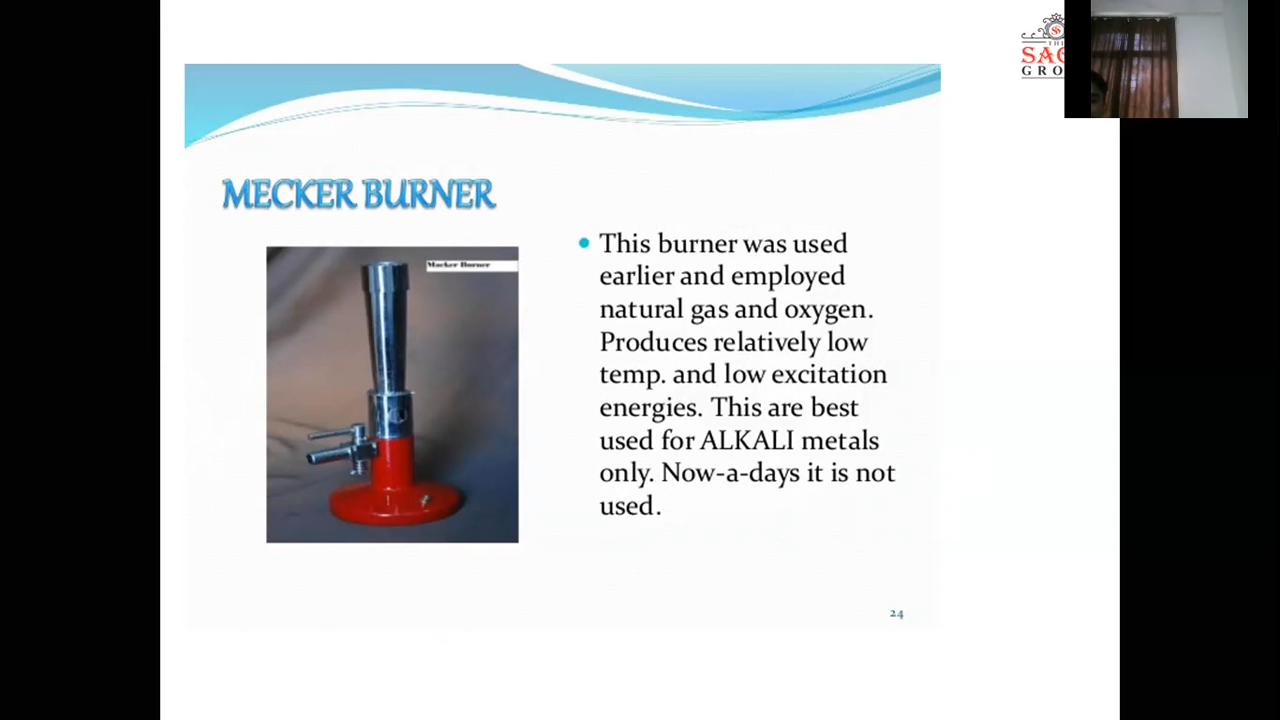 THE
SAG
GRO
MECKER BURNER
Mecker Burner
This burner was used
earlier and employed
natural gas and oxygen.
Produces relatively low
temp. and low excitation
energies. This are best
used for ALKALI metals
only. Now-a-days it is not
used.
24